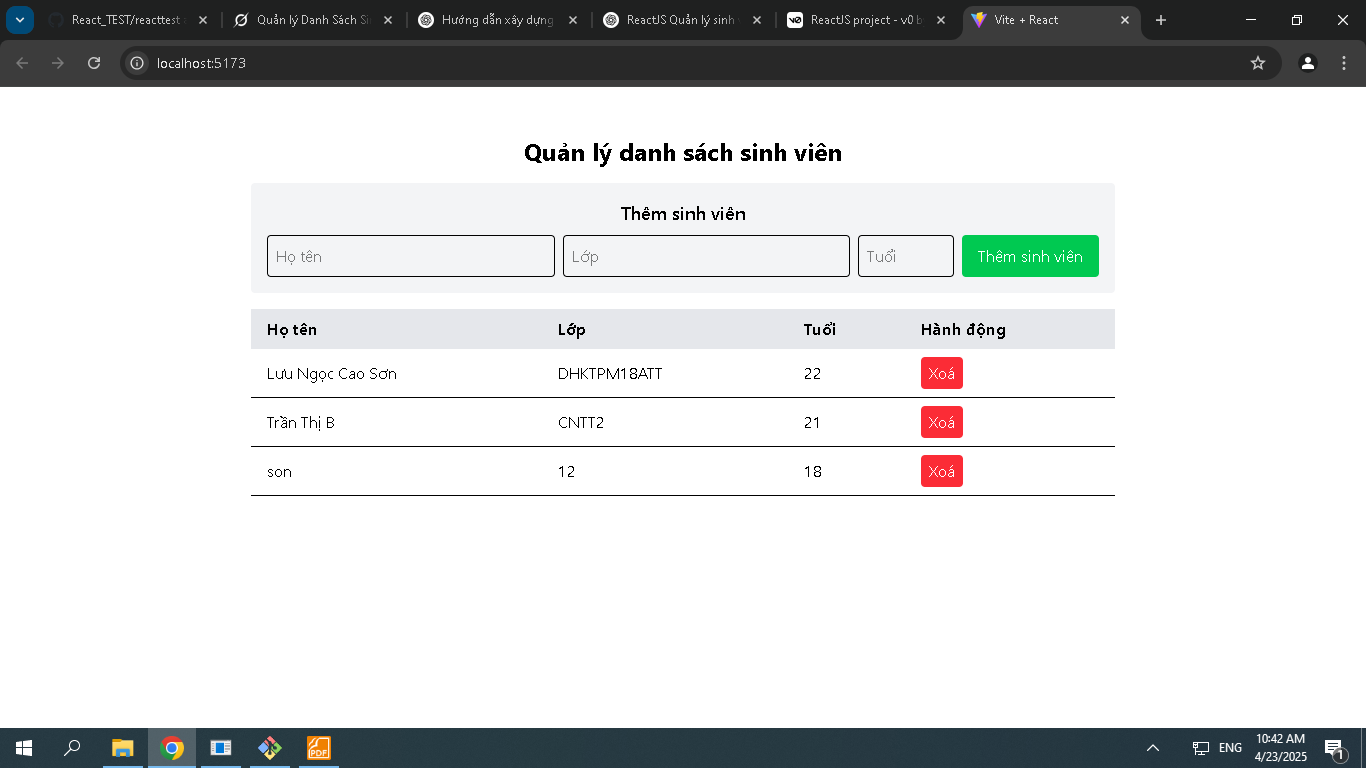 React_TEST/reacttest
Quản lý Danh Sách Si
Hướng dẫn xây dựng
ReactJS Quản lý sinh
v0
ReactJS project - v0 b
Vite + React
localhost:5173
Quản lý danh sách sinh viên
Thêm sinh viên
Họ tên Lớp Tuổi Thêm sinh viên
Họ tên Lớp Tuổi Hành động
Lưu Ngọc Cao Sơn DHKTPM18ATT 22 Xoá
Trần Thị B CNTT2 21 Xoá
son 12 18 Xoá
PDF
ENG
10:42 AM
4/23/2025
1